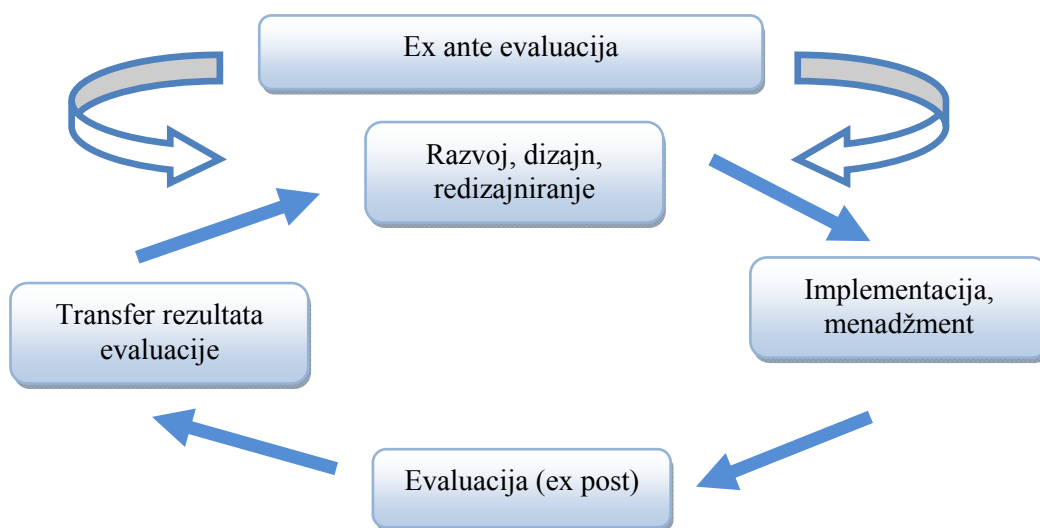 Ex ante evaluacija
Razvoj, dizajn,
redizajniranje
Implementacija,
menadžment
Transfer rezultata
evaluacije
Evaluacija (ex post)